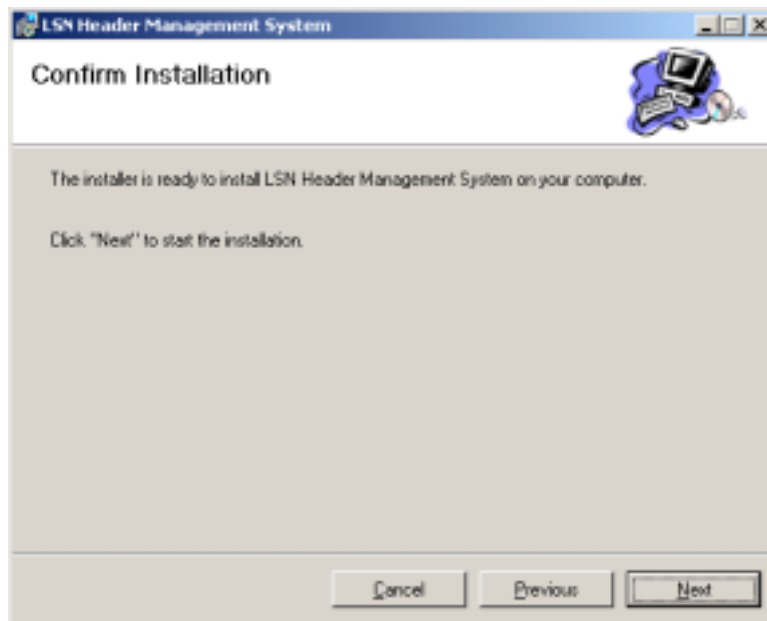 LSN Header Management System
Confirm Installation
The installer is ready to install LSN Header Management System on your computer.
Click "Next" to start the installation.
Cancel Previous Next